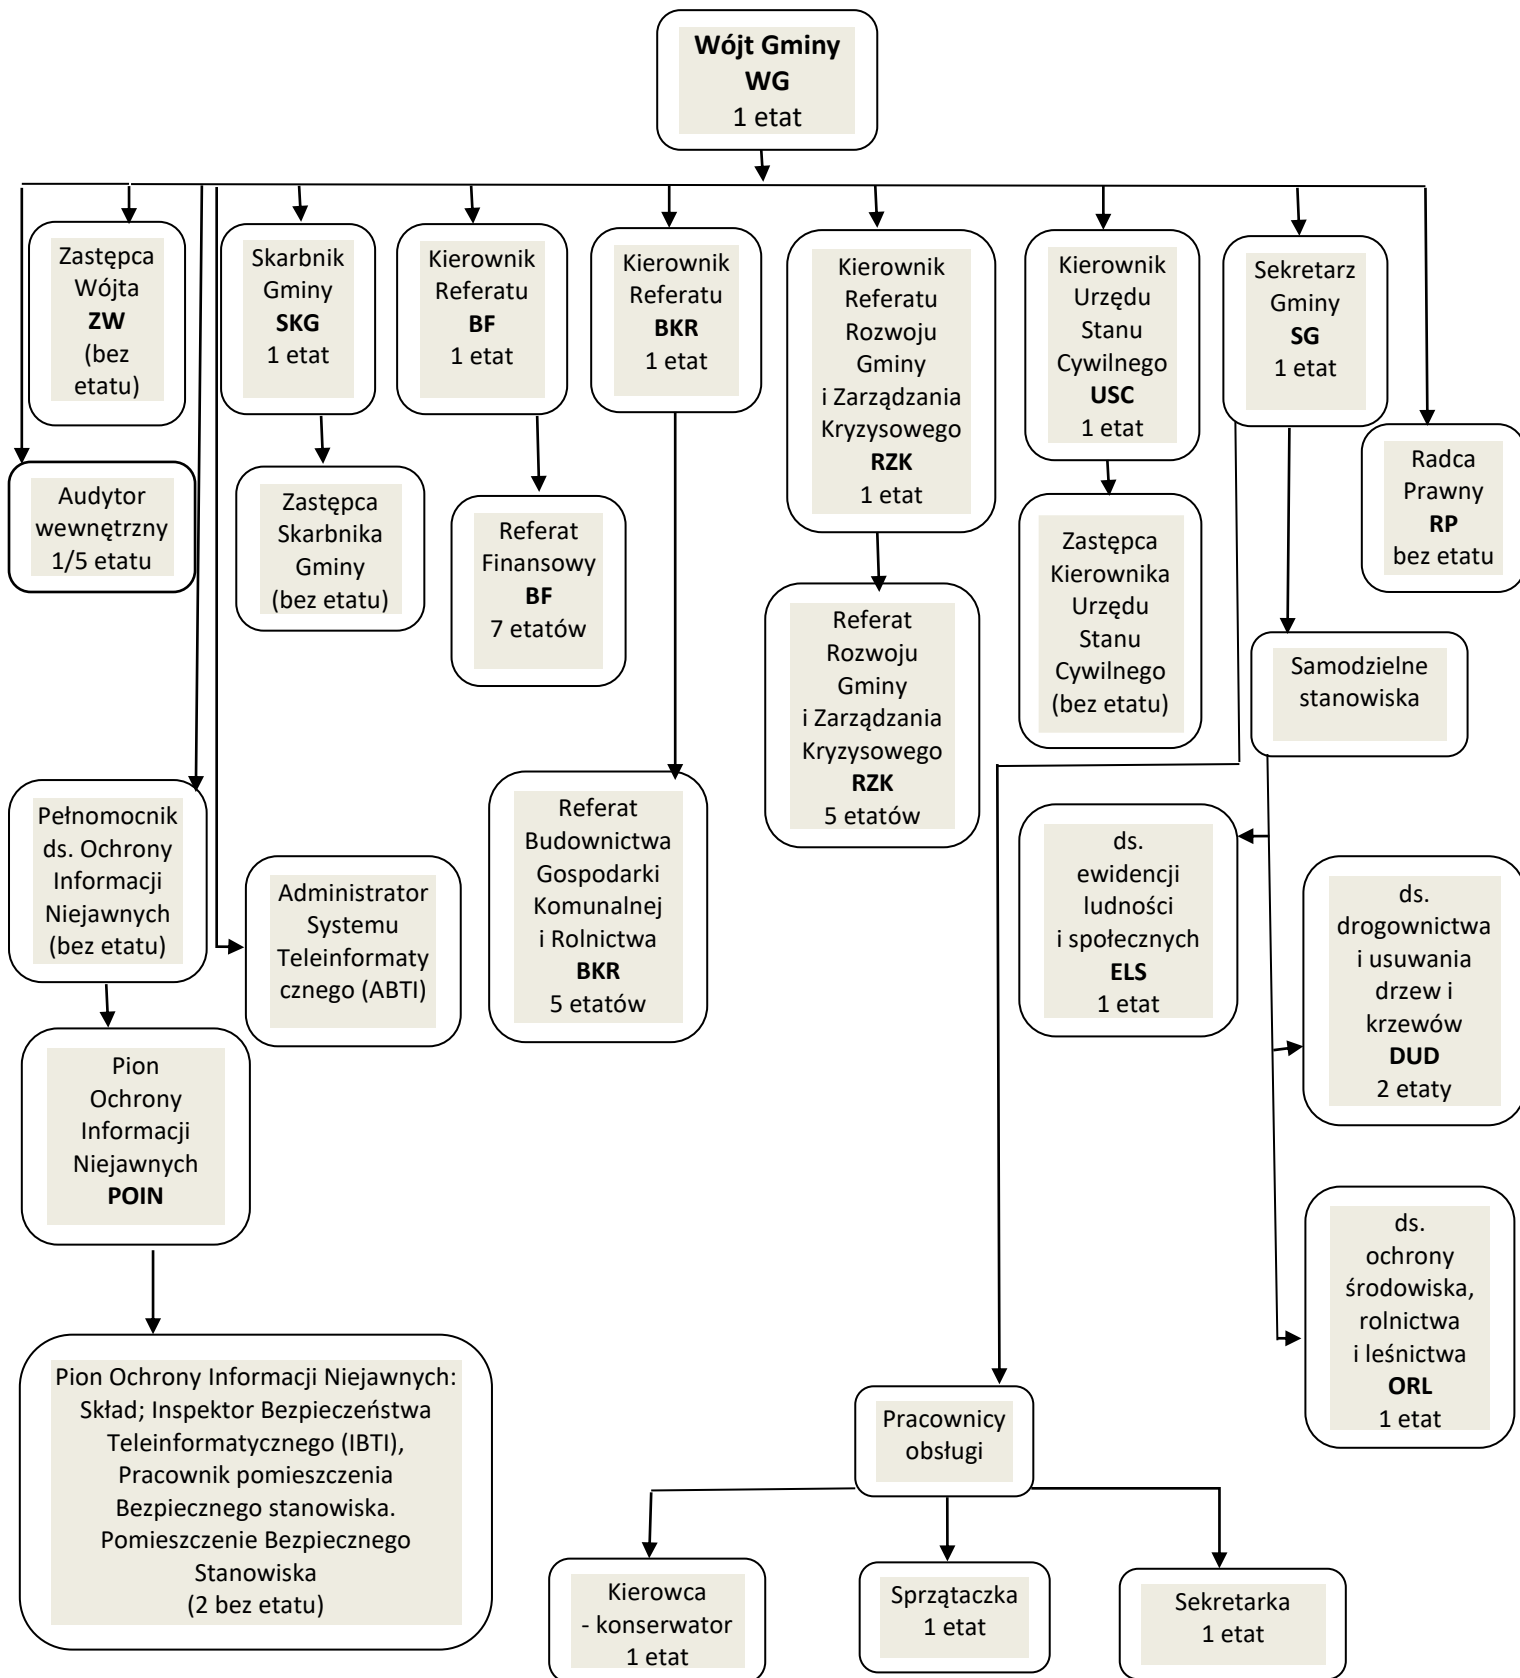 Wójt Gminy
WG
1 etat
Zastępca
Wójta
ZW
(bez
etatu)
Skarbnik
Gminy
SKG
1 etat
Kierownik
Referatu
BF
1 etat
Kierownik
Referatu
BKR
1 etat
Kierownik
Referatu
Rozwoju
Gminy
i Zarządzania
Kryzysowego
RZK
1 etat
Kierownik
Urzędu
Stanu
Cywilnego
USC
1 etat
Sekretarz
Gminy
SG
1 etat
Radca
Prawny
RP
bez etatu
Audytor
wewnętrzny
1/5 etatu
Zastępca
Skarbnika
Gminy
(bez etatu)
Referat
Finansowy
BF
7 etatów
Zastępca
Kierownika
Urzędu
Stanu
Cywilnego
(bez etatu)
Referat
Rozwoju
Gminy
i Zarządzania
Kryzysowego
RZK
5 etatów
Samodzielne
stanowiska
Pełnomocnik
ds. Ochrony
Informacji
Niejawnych
(bez etatu)
Administrator
Systemu
Teleinformaty
cznego (ABTI)
Referat
Budownictwa
Gospodarki
Komunalnej
i Rolnictwa
BKR
5 etatów
ds.
ewidencji
ludności
i społecznych
ELS
1 etat
ds.
drogownictwa
i usuwania
drzew i
krzewów
DUD
2 etaty
Pion
Ochrony
Informacji
Niejawnych
POIN
ds.
ochrony
środowiska,
rolnictwa
i leśnictwa
ORL
1 etat
Pion Ochrony Informacji Niejawnych:
Skład; Inspektor Bezpieczeństwa
Teleinformatycznego (IBTI),
Pracownik pomieszczenia
Bezpiecznego stanowiska.
Pomieszczenie Bezpiecznego
Stanowiska
(2 bez etatu)
Pracownicy
obsługi
Kierowca
- konserwator
1 etat
Sprzątaczka
1 etat
Sekretarka
1 etat